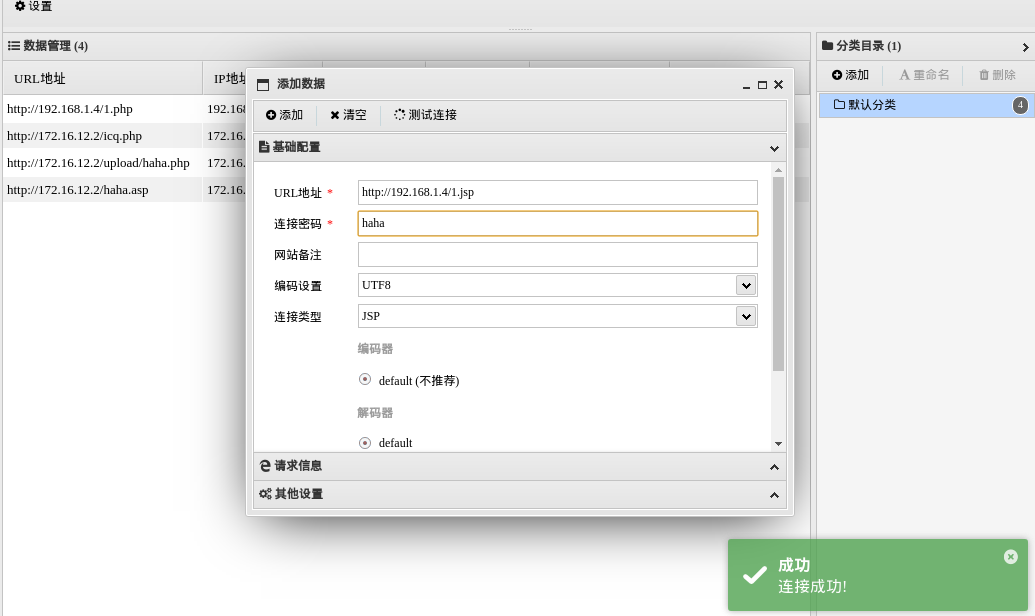 设置
数据管理 (4)
URL地址
IP地址
http://192.168.1.4/1.php
192.168
http://172.16.12.2/icq.php
172.16.
http://172.16.12.2/upload/haha.php
172.16.
http://172.16.12.2/haha.asp
172.16.
添加数据
添加
清空
测试连接
基础配置
URL地址 *
http://192.168.1.4/1.jsp
连接密码 *
haha
网站备注
编码设置
UTF8
连接类型
JSP
编码器
default (不推荐)
解码器
default
请求信息
其他设置
分类目录 (1)
添加
重命名
删除
默认分类
4
成功
连接成功!